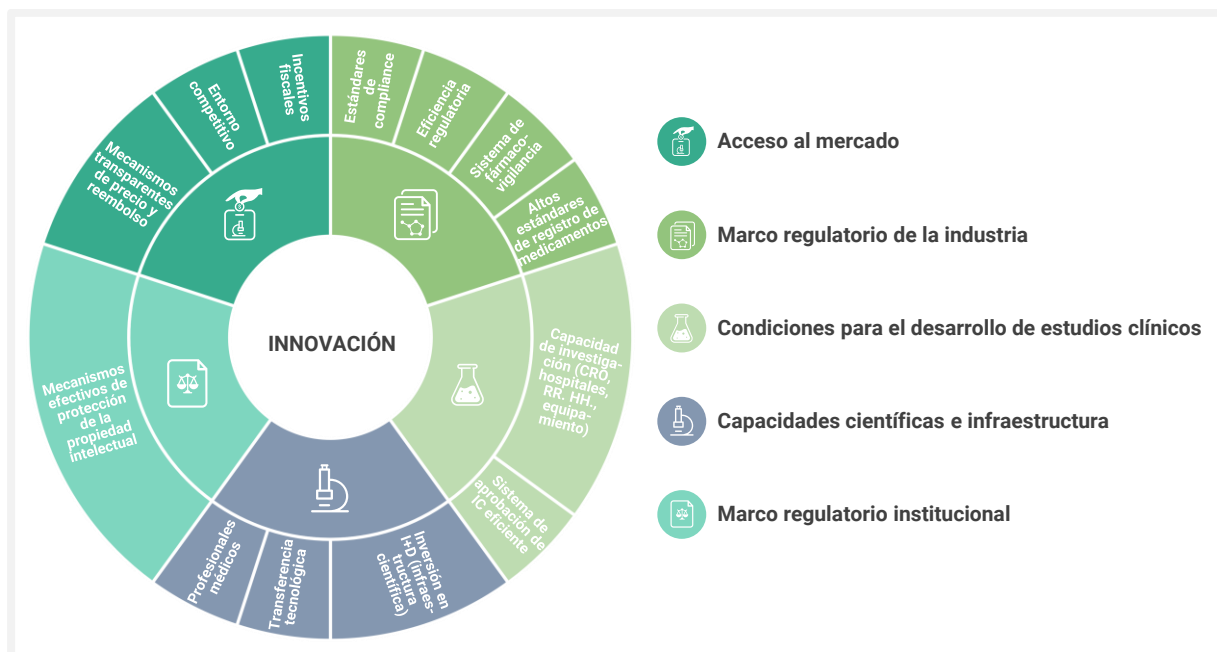 Incentivos
fiscales
Estándares
de
compliance
Eficiencia
regulatoria
Sistema de
fármaco-
vigilancia
Altos
estándares
de registro de
medicamentos
Entorno
competitivo
Mecanismos
transparentes
de precio y
reembolso
Capacidad
de investiga-
ción (CRO,
hospitales,
RR. HH.,
equipa-
miento)
Sistema de
aprobación de
IC eficiente
Inversión en
I+D (infraes-
tructura
científica)
Transferencia
tecnológica
Profesionales
médicos
Mecanismos
efectivos de
protección
de la
propiedad
intelectual
INNOVACIÓN
Acceso al mercado
Marco regulatorio de la industria
Condiciones para el desarrollo de estudios clínicos
Capacidades científicas e infraestructura
Marco regulatorio institucional